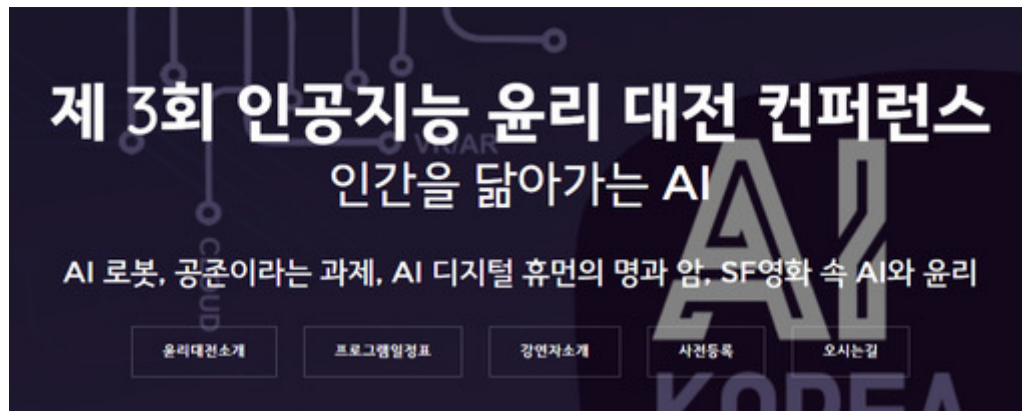 제 3회 인공지능 윤리 대전 컨퍼런스
VR/AR
인간을 닮아가는 AI
AI 로봇, 공존이라는 과제, AI 디지털 휴먼의 명과 암, SF영화 속 AI와 윤리
CLOUD
윤리대전소개 프로그램일정표 강연자소개 사전등록 오시는길
AI
KOREA